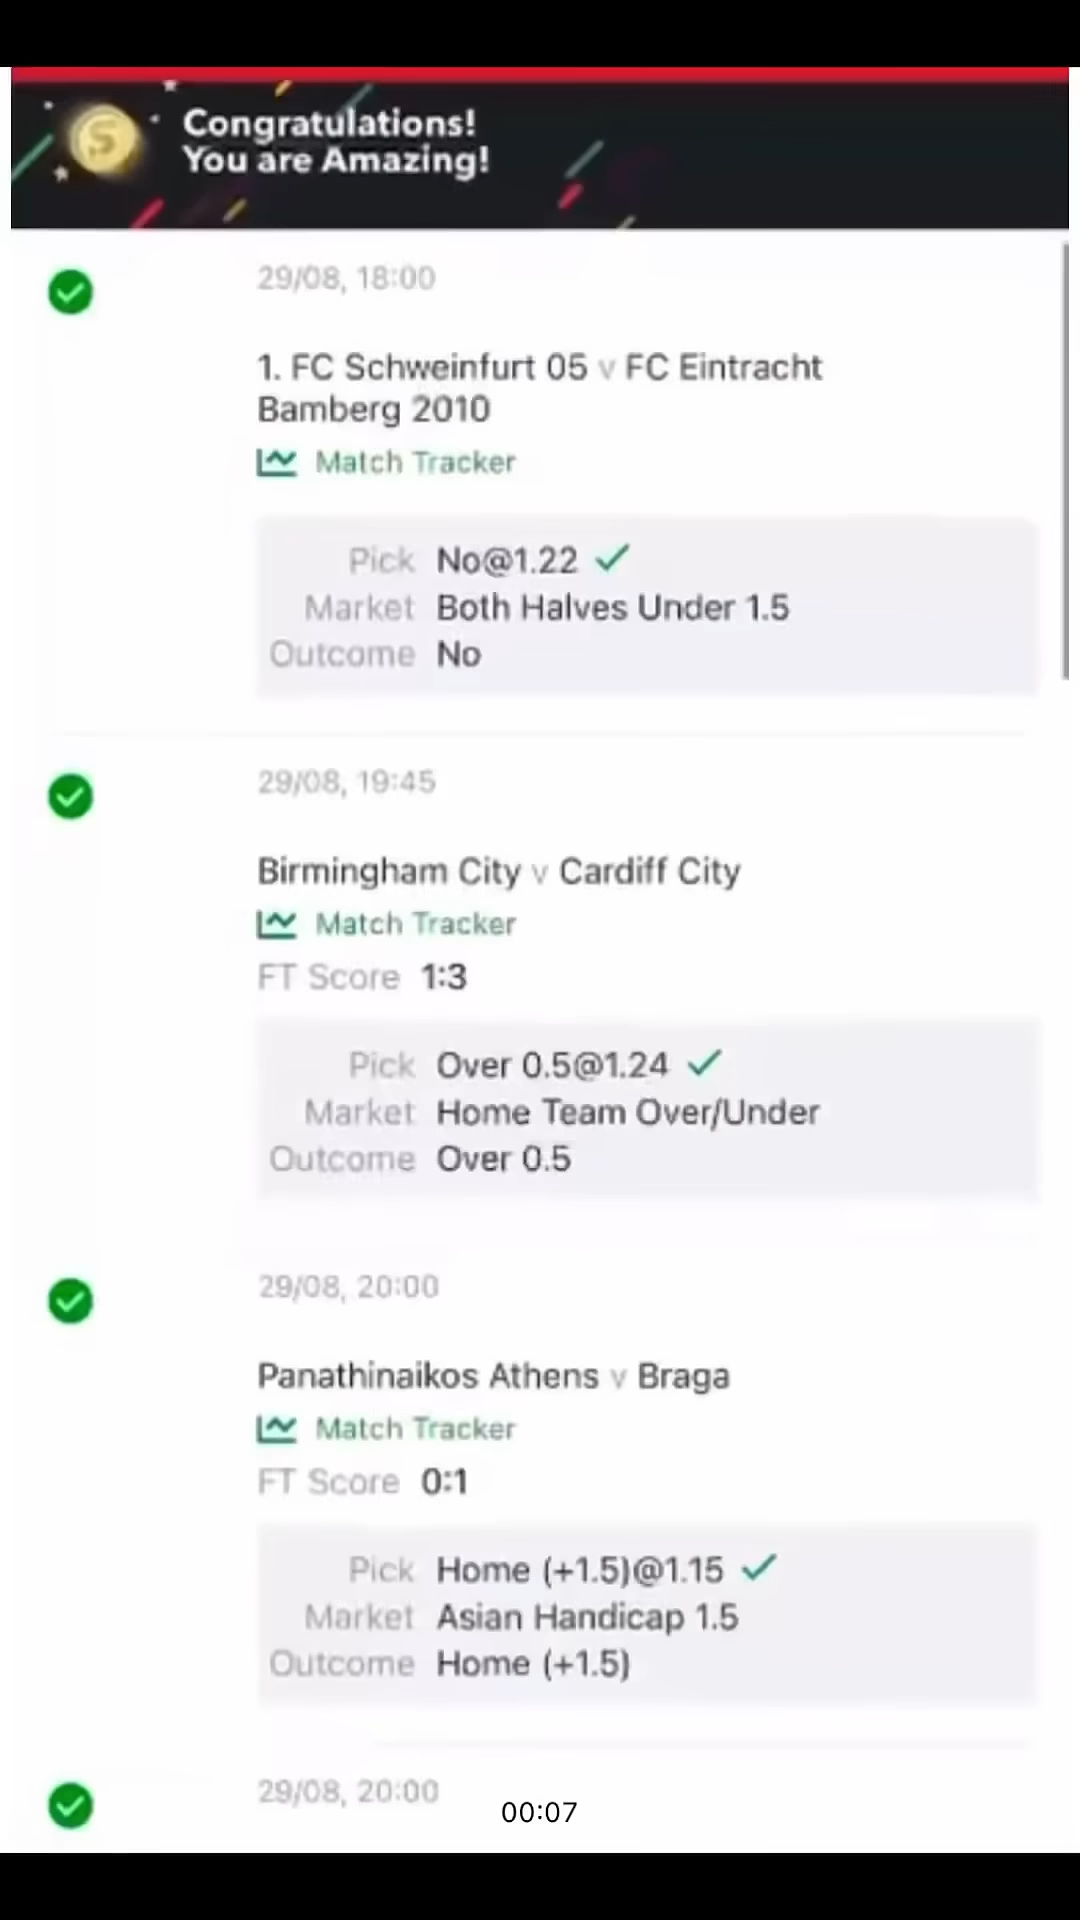 Congratulations!
You are Amazing!
29/08, 18:00
1. FC Schweinfurt 05 v FC Eintracht
Bamberg 2010
Match Tracker
Pick No@1.22
Market Both Halves Under 1.5
Outcome No
29/08, 19:45
Birmingham City v Cardiff City
Match Tracker
FT Score 1:3
Pick Over 0.5@1.24
Market Home Team Over/Under
Outcome Over 0.5
29/08, 20:00
Panathinaikos Athens v Braga
Match Tracker
FT Score 0:1
Pick Home (+1.5)@1.15
Market Asian Handicap 1.5
Outcome Home (+1.5)
29/08, 20:00
00:07